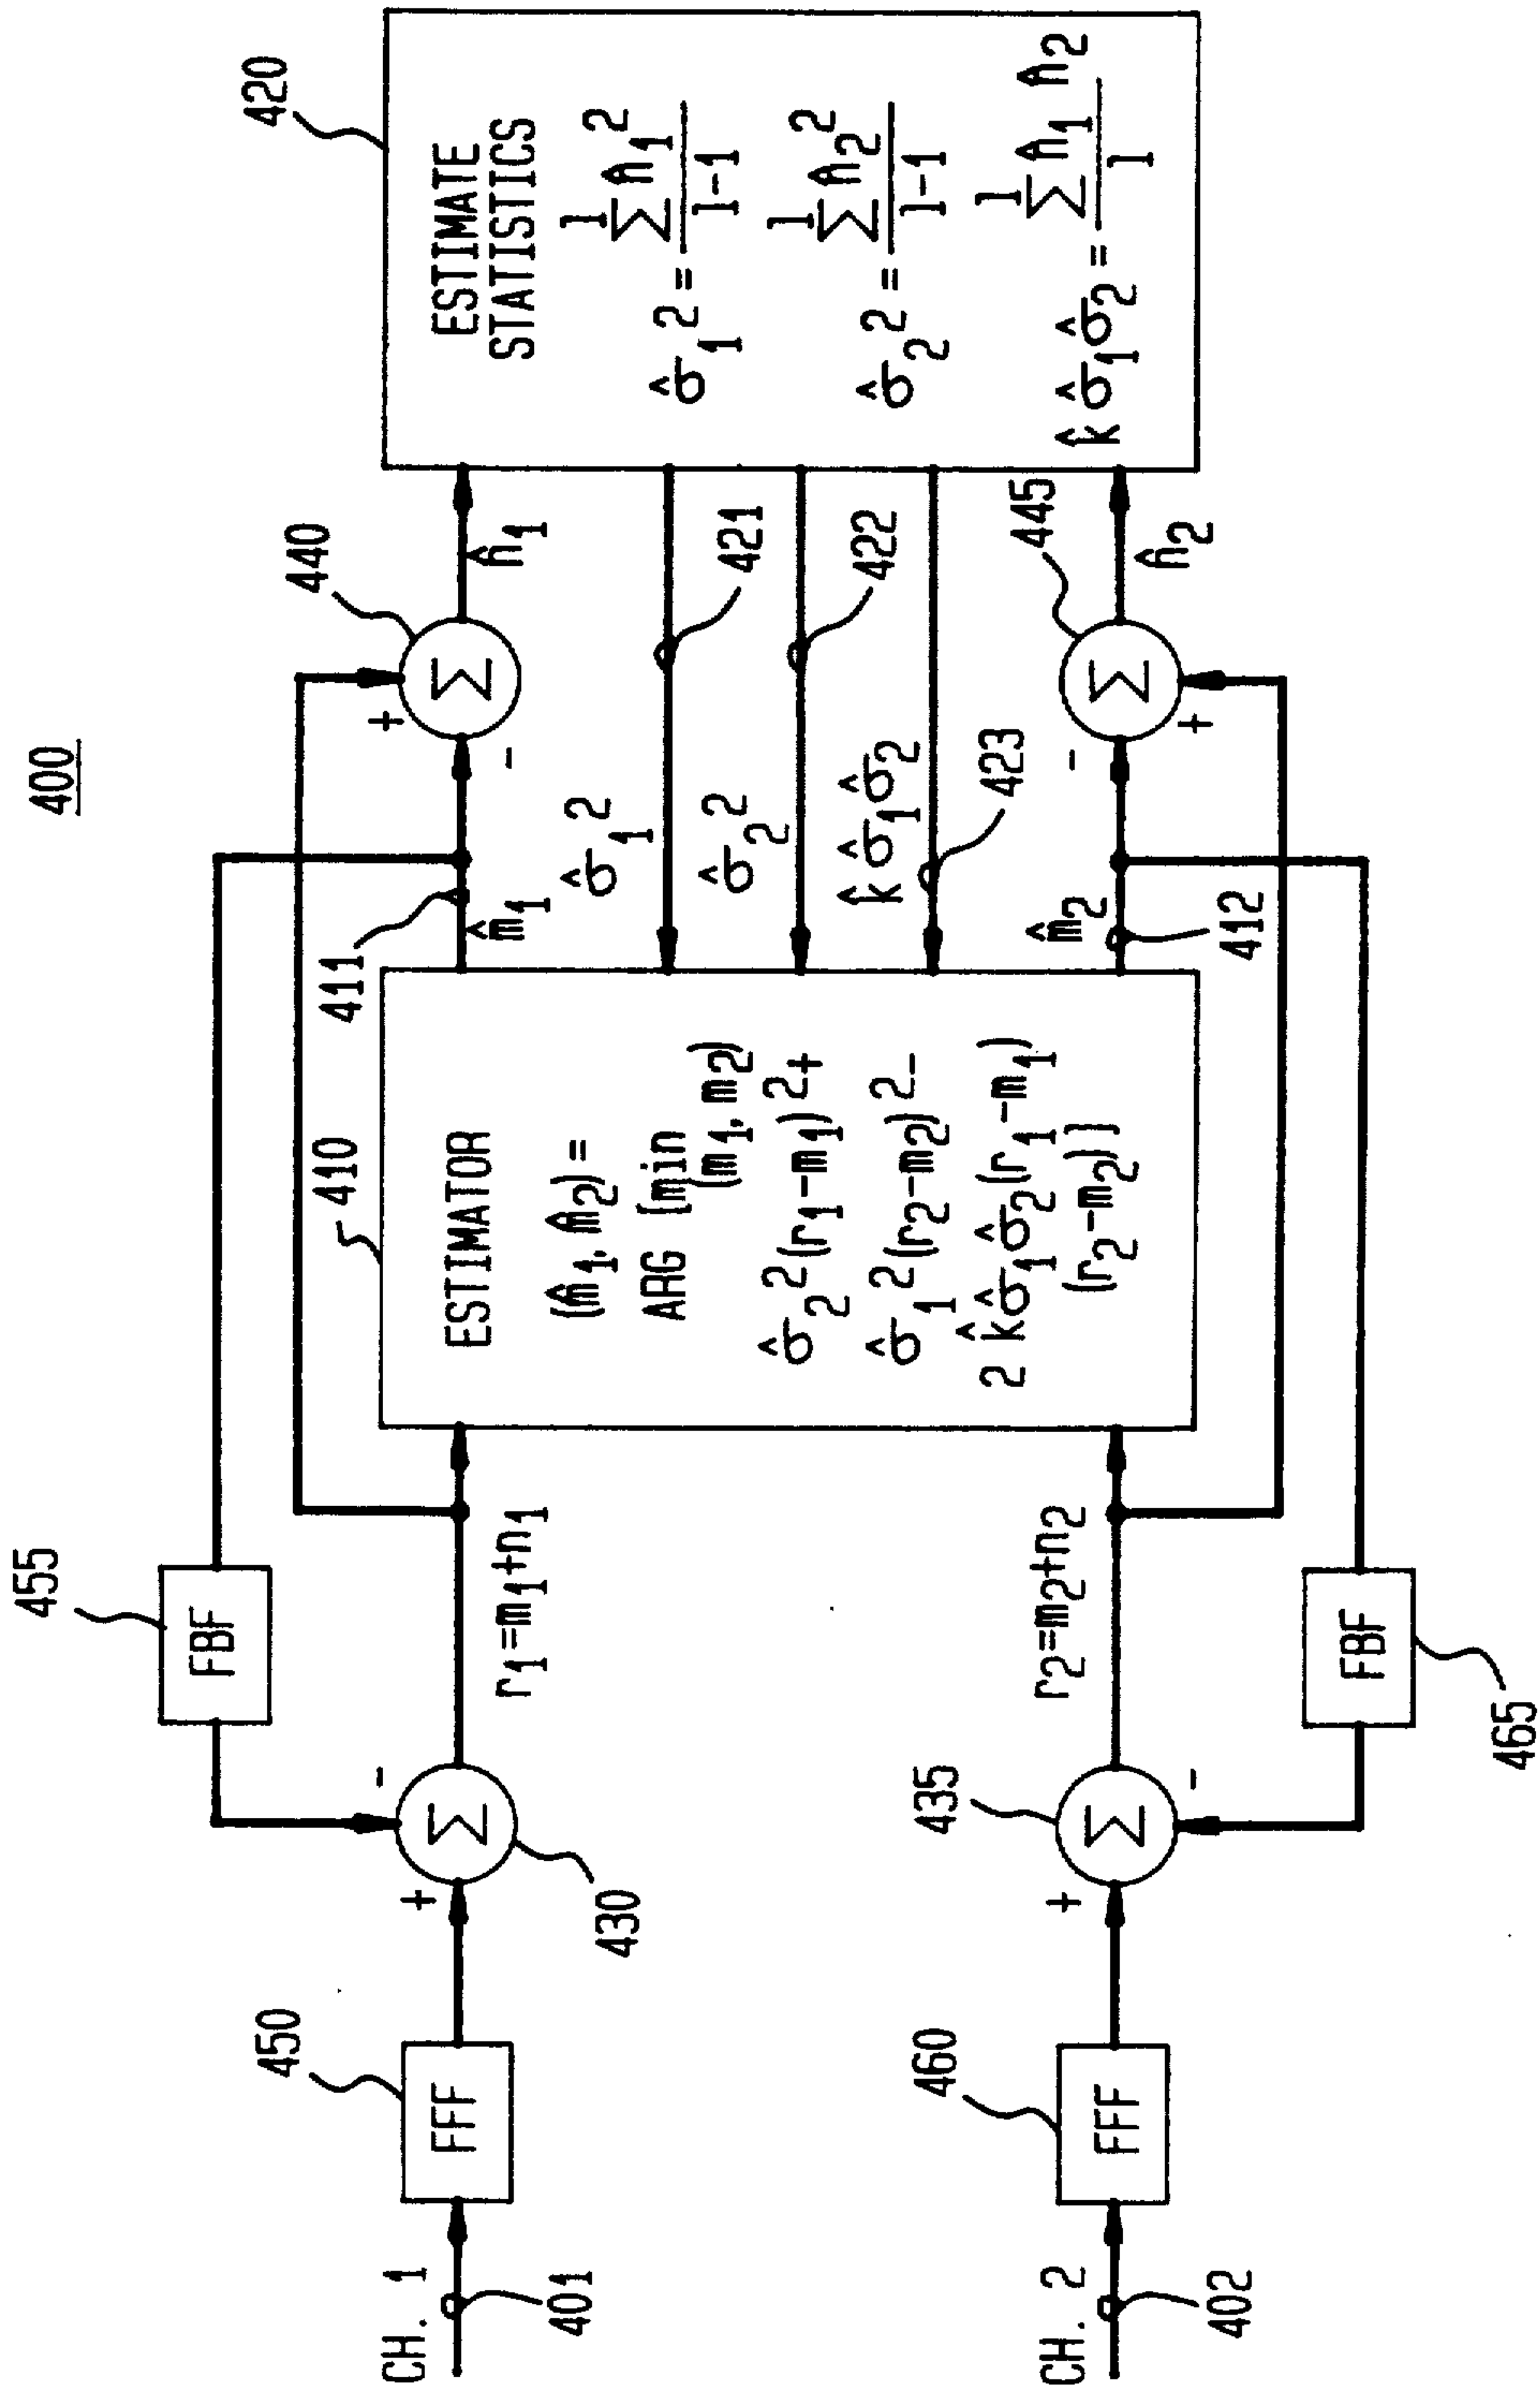 400
CH. 1
401
450
FFF
+
-
Σ
430
455
FBF
r₁=m₁+n₁
410
ESTIMATOR
(m̂₁, m̂₂) =
ARG [min
(m₁, m₂)
σ̂₂²(r₁-m₁)²+
σ̂₁²(r₂-m₂)²-
2 k̂σ̂₁σ̂₂(r₁-m₁)
(r₂-m₂)]
411
m̂₁
+
-
Σ
440
n̂₁
σ̂₁²
421
σ̂₂²
422
k̂ σ̂₁σ̂₂
423
420
ESTIMATE
STATISTICS
σ̂₁² = l Σ n̂₁² / l-1
σ̂₂² = l Σ n̂₂² / l-1
k̂ σ̂₁σ̂₂ = l Σ n̂₁ n̂₂ / l
CH. 2
402
460
FFF
+
-
Σ
435
r₂=m₂+n₂
FBF
465
m̂₂
412
-
+
Σ
445
n̂₂